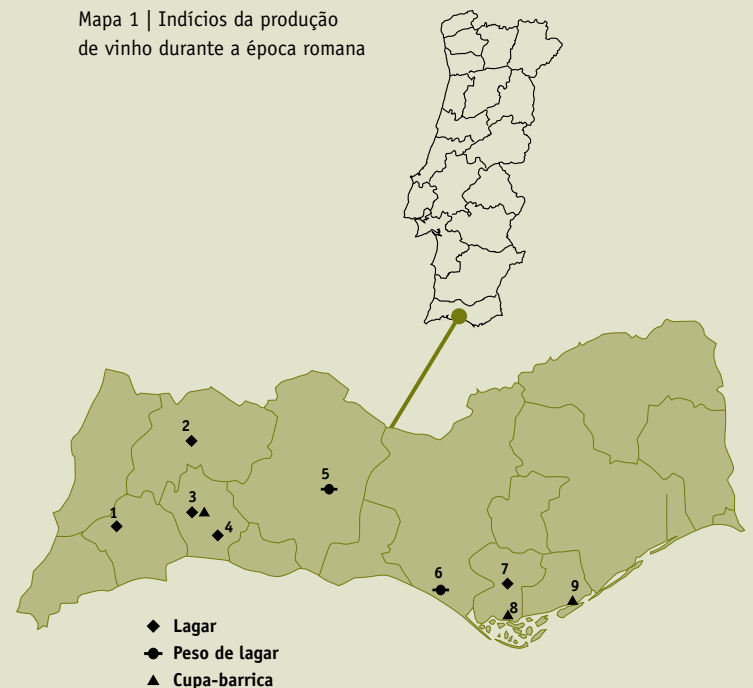 Mapa 1 | Indícios da produção
de vinho durante a época romana
2
5
3
1
4
7
6
9
8
Lagar
Peso de lagar
Cupa-barrica